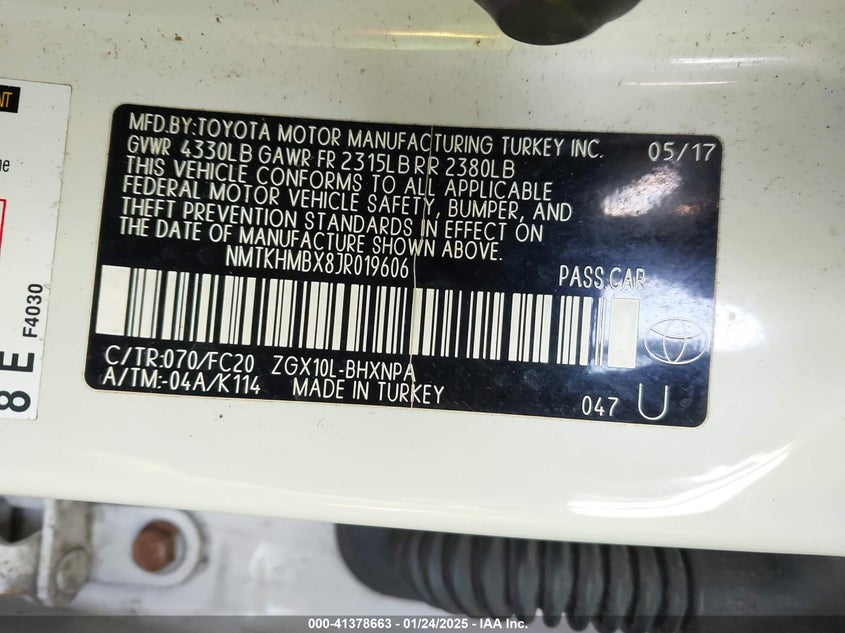 MFD.BY:TOYOTA MOTOR MANUFACTURING TURKEY INC. 05/17
GVWR 4330LB GAWR FR 2315LB RR 2380LB
THIS VEHICLE CONFORMS TO ALL APPLICABLE
FEDERAL MOTOR VEHICLE SAFETY, BUMPER, AND
THEFT PREVENTION STANDARDS IN EFFECT ON
THE DATE OF MANUFACTURE SHOWN ABOVE.
NMTKHMBX8JR019606 PASS.CAR
C/TR:070/FC20 ZGX10L-BHXNPA
A/TM:-04A/K114 MADE IN TURKEY
047 U
F4030
8 E
000-41378663 - 01/24/2025 - IAA Inc.